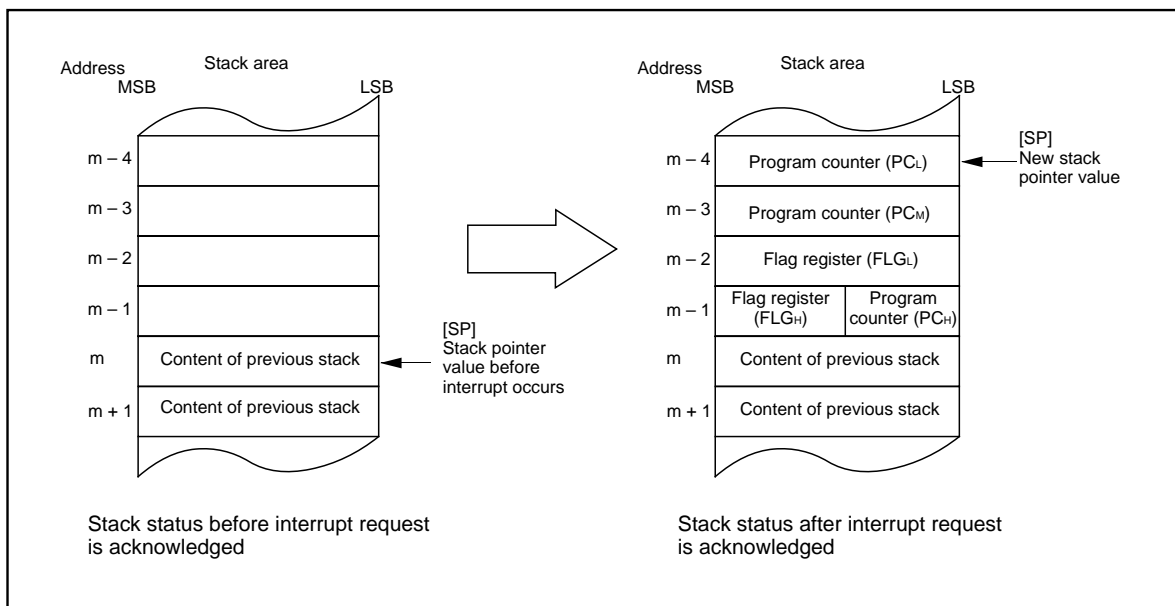 Address
MSB
Stack area
LSB
m – 4
m – 3
m – 2
m – 1
m
Content of previous stack
m + 1
Content of previous stack
[SP]
Stack pointer
value before
interrupt occurs
Stack status before interrupt request
is acknowledged
Address
MSB
Stack area
LSB
m – 4
Program counter (PCL)
m – 3
Program counter (PCM)
m – 2
Flag register (FLGL)
m – 1
Flag register
(FLGH)
Program
counter (PCH)
m
Content of previous stack
m + 1
Content of previous stack
[SP]
New stack
pointer value
Stack status after interrupt request
is acknowledged